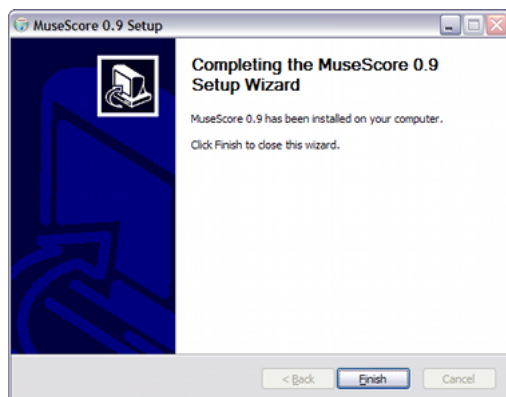 MuseScore 0.9 Setup
Completing the MuseScore 0.9
Setup Wizard
MuseScore 0.9 has been installed on your computer.
Click Finish to close this wizard.
< Back Finish Cancel